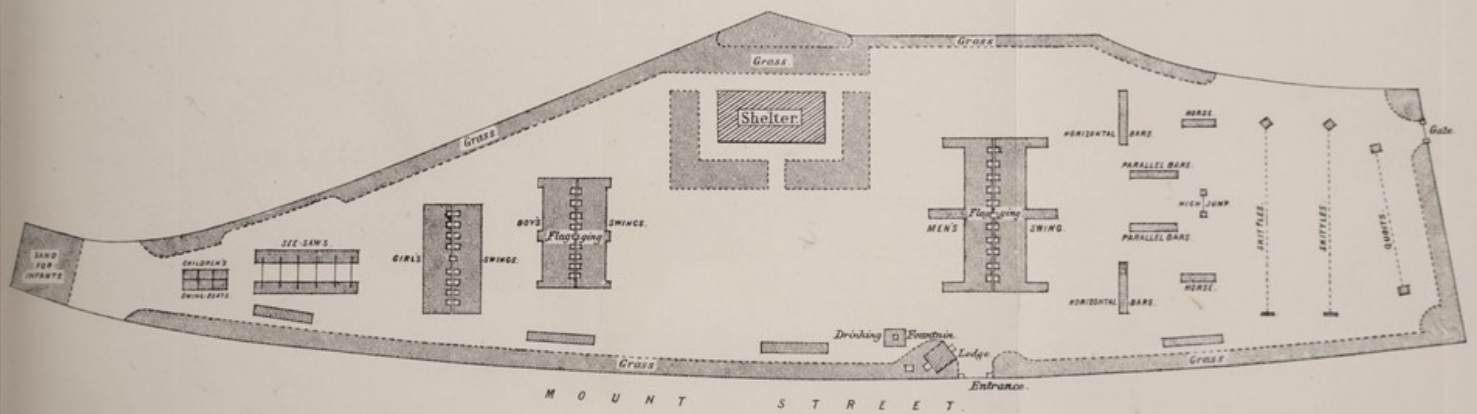 Grass
Grass
Shelter.
Grass
SAND
FOR
INFANTS
CHILDREN'S
SWING-BOATS
SEE-SAWS.
GIRL'S SWINGS.
BOY'S SWINGS.
Flagging
MEN'S SWING.
Flagging
HORIZONTAL BARS
HORSE.
PARALLEL BARS.
HIGH JUMP
PARALLEL BARS.
HORIZONTAL BARS.
HORSE.
SKITTLES
SKITTLES
QUOITS
Gate.
Drinking Fountain.
Lodge
Entrance.
Grass
Grass
MOUNT STREET.